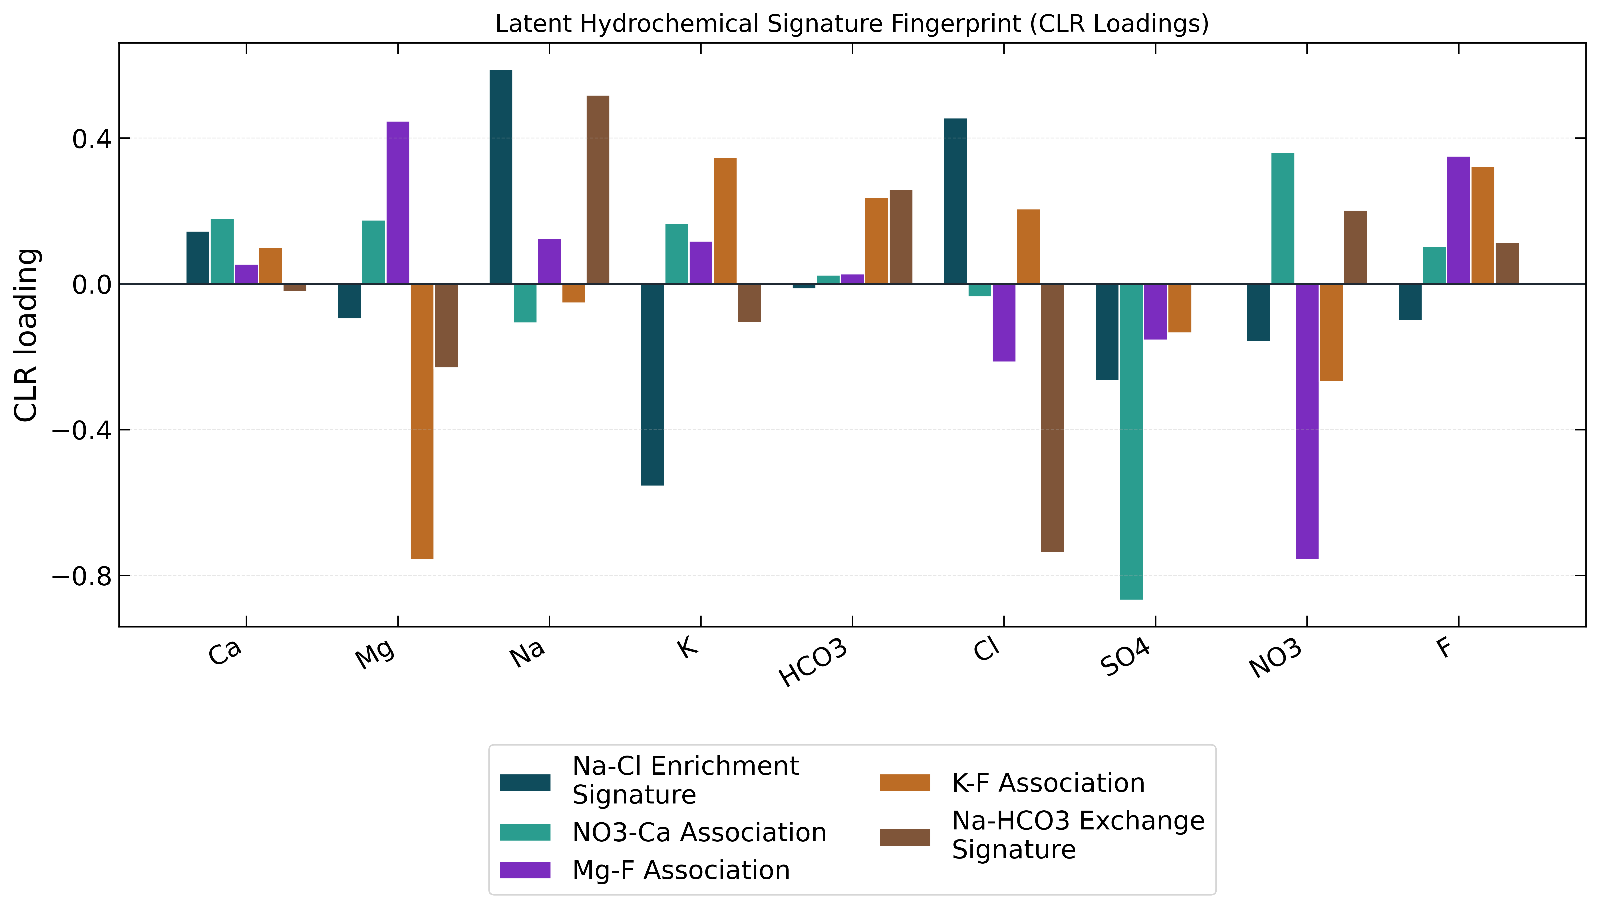 Latent Hydrochemical Signature Fingerprint (CLR Loadings)
CLR loading
0.4
0.0
−0.4
−0.8
Ca
Mg
Na
K
HCO3
Cl
SO4
NO3
F
Na-Cl Enrichment
Signature
NO3-Ca Association
Mg-F Association
K-F Association
Na-HCO3 Exchange
Signature